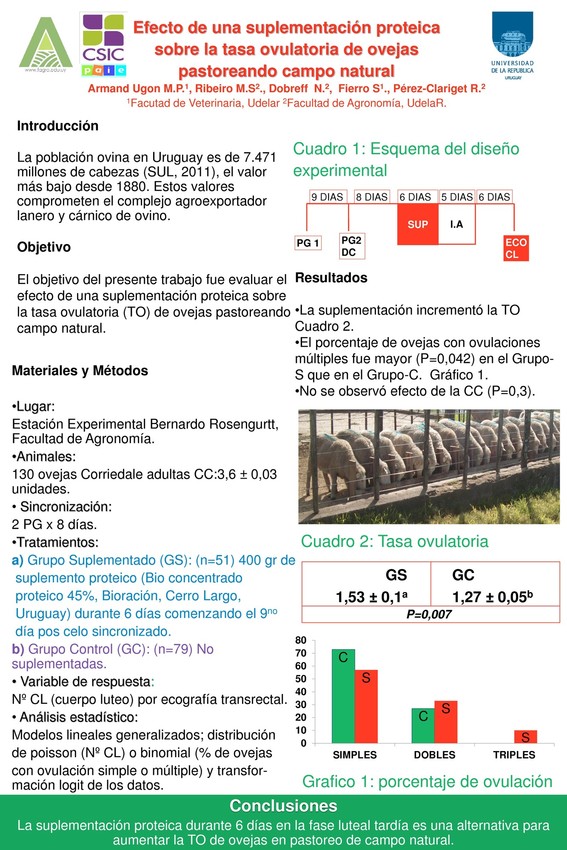 Efecto de una suplementación proteica
sobre la tasa ovulatoria de ovejas
pastoreando campo natural
www.fagro.edu.uy
CSIC
p a i e
UNIVERSIDAD
DE LA REPUBLICA
URUGUAY
Armand Ugon M.P.¹, Ribeiro M.S²., Dobreff N.², Fierro S¹., Pérez-Clariget R.²
¹Facutad de Veterinaria, Udelar ²Facultad de Agronomía, UdelaR.
Introducción
La población ovina en Uruguay es de 7.471
millones de cabezas (SUL, 2011), el valor
más bajo desde 1880. Estos valores
comprometen el complejo agroexportador
lanero y cárnico de ovino.
Objetivo
El objetivo del presente trabajo fue evaluar el
efecto de una suplementación proteica sobre
la tasa ovulatoria (TO) de ovejas pastoreando
campo natural.
Materiales y Métodos
•Lugar:
Estación Experimental Bernardo Rosengurtt,
Facultad de Agronomía.
•Animales:
130 ovejas Corriedale adultas CC:3,6 ± 0,03
unidades.
• Sincronización:
2 PG x 8 días.
•Tratamientos:
a) Grupo Suplementado (GS): (n=51) 400 gr de
suplemento proteico (Bio concentrado
proteico 45%, Bioración, Cerro Largo,
Uruguay) durante 6 días comenzando el 9ⁿᵒ
día pos celo sincronizado.
b) Grupo Control (GC): (n=79) No
suplementadas.
• Variable de respuesta:
Nº CL (cuerpo luteo) por ecografía transrectal.
• Análisis estadístico:
Modelos lineales generalizados; distribución
de poisson (Nº CL) o binomial (% de ovejas
con ovulación simple o múltiple) y transfor-
mación logit de los datos.
Cuadro 1: Esquema del diseño
experimental
9 DIAS 8 DIAS 6 DIAS 5 DIAS 6 DIAS
SUP I.A
PG 1 PG2 ECO
DC CL
Resultados
•La suplementación incrementó la TO
Cuadro 2.
•El porcentaje de ovejas con ovulaciones
múltiples fue mayor (P=0,042) en el Grupo-
S que en el Grupo-C. Gráfico 1.
•No se observó efecto de la CC (P=0,3).
Cuadro 2: Tasa ovulatoria
GS GC
1,53 ± 0,1ᵃ 1,27 ± 0,05ᵇ
P=0,007
80
70
60
50
40
30
20
10
0
C S C S S
SIMPLES DOBLES TRIPLES
Grafico 1: porcentaje de ovulación
Conclusiones
La suplementación proteica durante 6 días en la fase luteal tardía es una alternativa para
aumentar la TO de ovejas en pastoreo de campo natural.